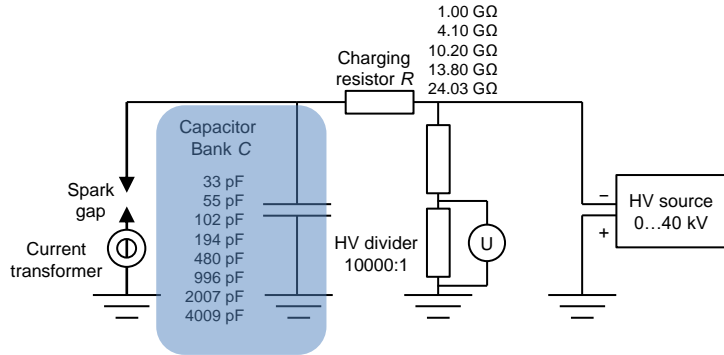 1.00 GΩ
4.10 GΩ
10.20 GΩ
13.80 GΩ
24.03 GΩ
Charging
resistor R
Capacitor
Bank C
33 pF
55 pF
102 pF
194 pF
480 pF
996 pF
2007 pF
4009 pF
Spark
gap
Current
transformer
HV divider
10000:1
U
−
+
HV source
0…40 kV